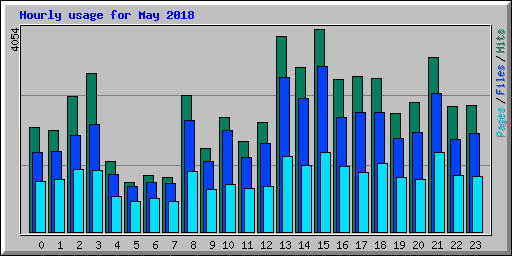 Hourly usage for May 2018
4054
Pages/Files/Hits
0 1 2 3 4 5 6 7 8 9 10 11 12 13 14 15 16 17 18 19 20 21 22 23